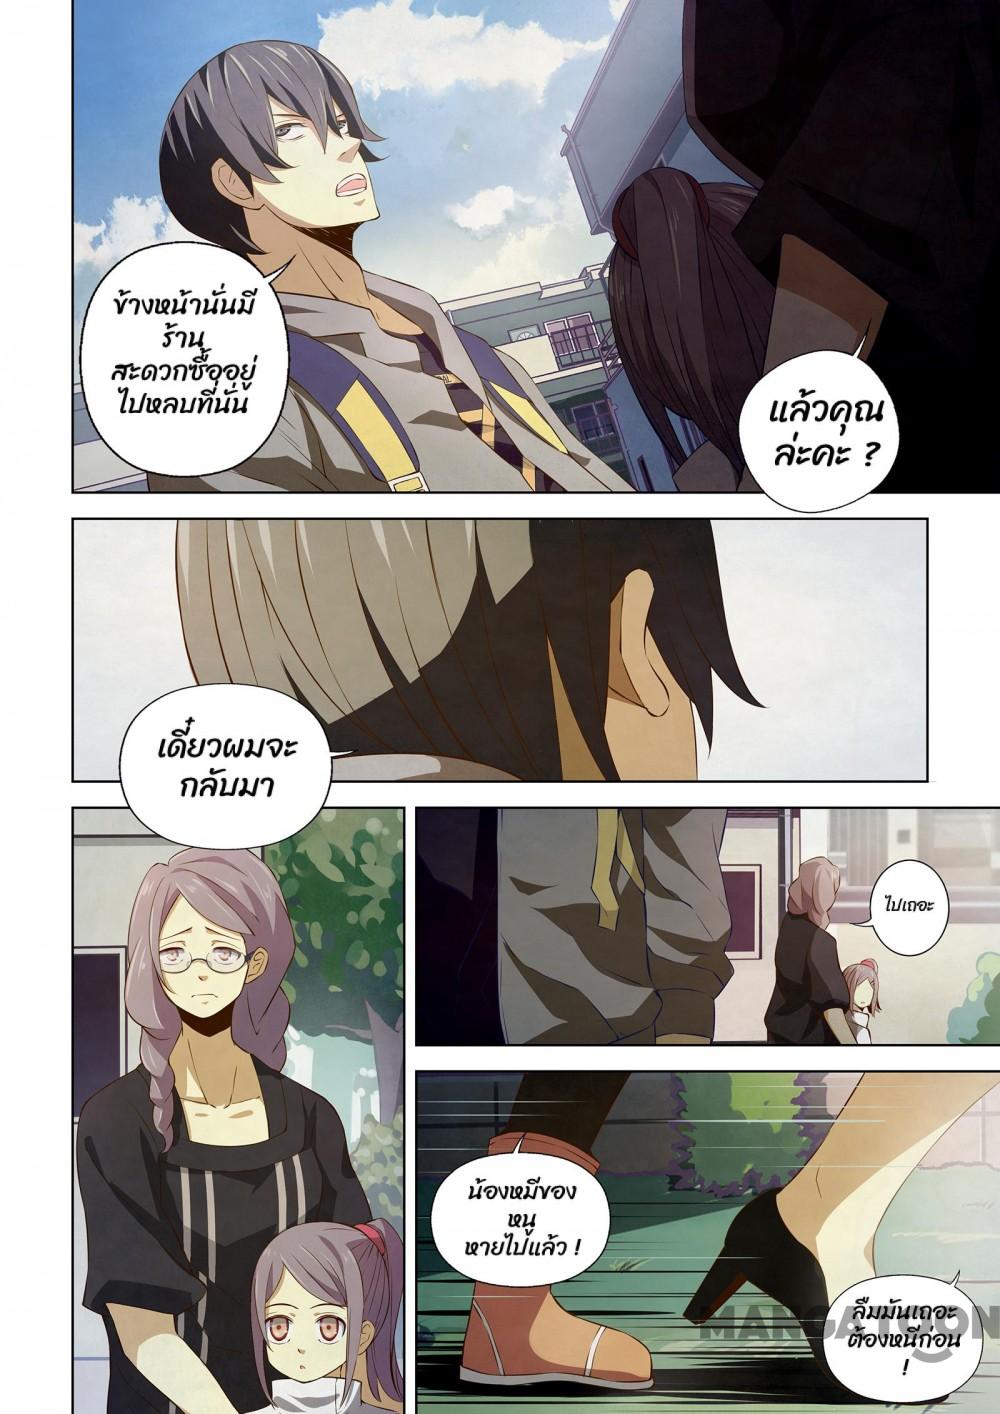 ข้างหน้านั่นมี
ร้าน
สะดวกซื้ออยู่
ไปหลบที่นั่น
แล้วคุณ
ล่ะคะ ?
เดี๋ยวผมจะ
กลับมา
ไปเถอะ
น้องหมีของ
หนู
หายไปแล้ว !
ลืมมันเถอะ
ต้องหนีก่อน
!
MANGATOON